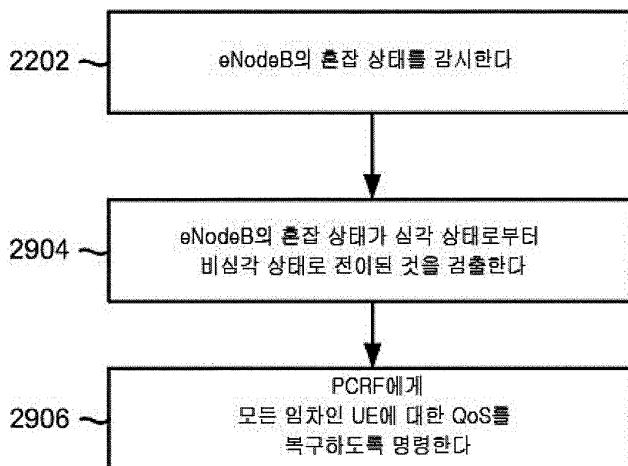 2202
eNodeB의 혼잡 상태를 감시한다
2904
eNodeB의 혼잡 상태가 심각 상태로부터
비심각 상태로 전이된 것을 검출한다
2906
PCRF에게
모든 임차인 UE에 대한 QoS를
복구하도록 명령한다